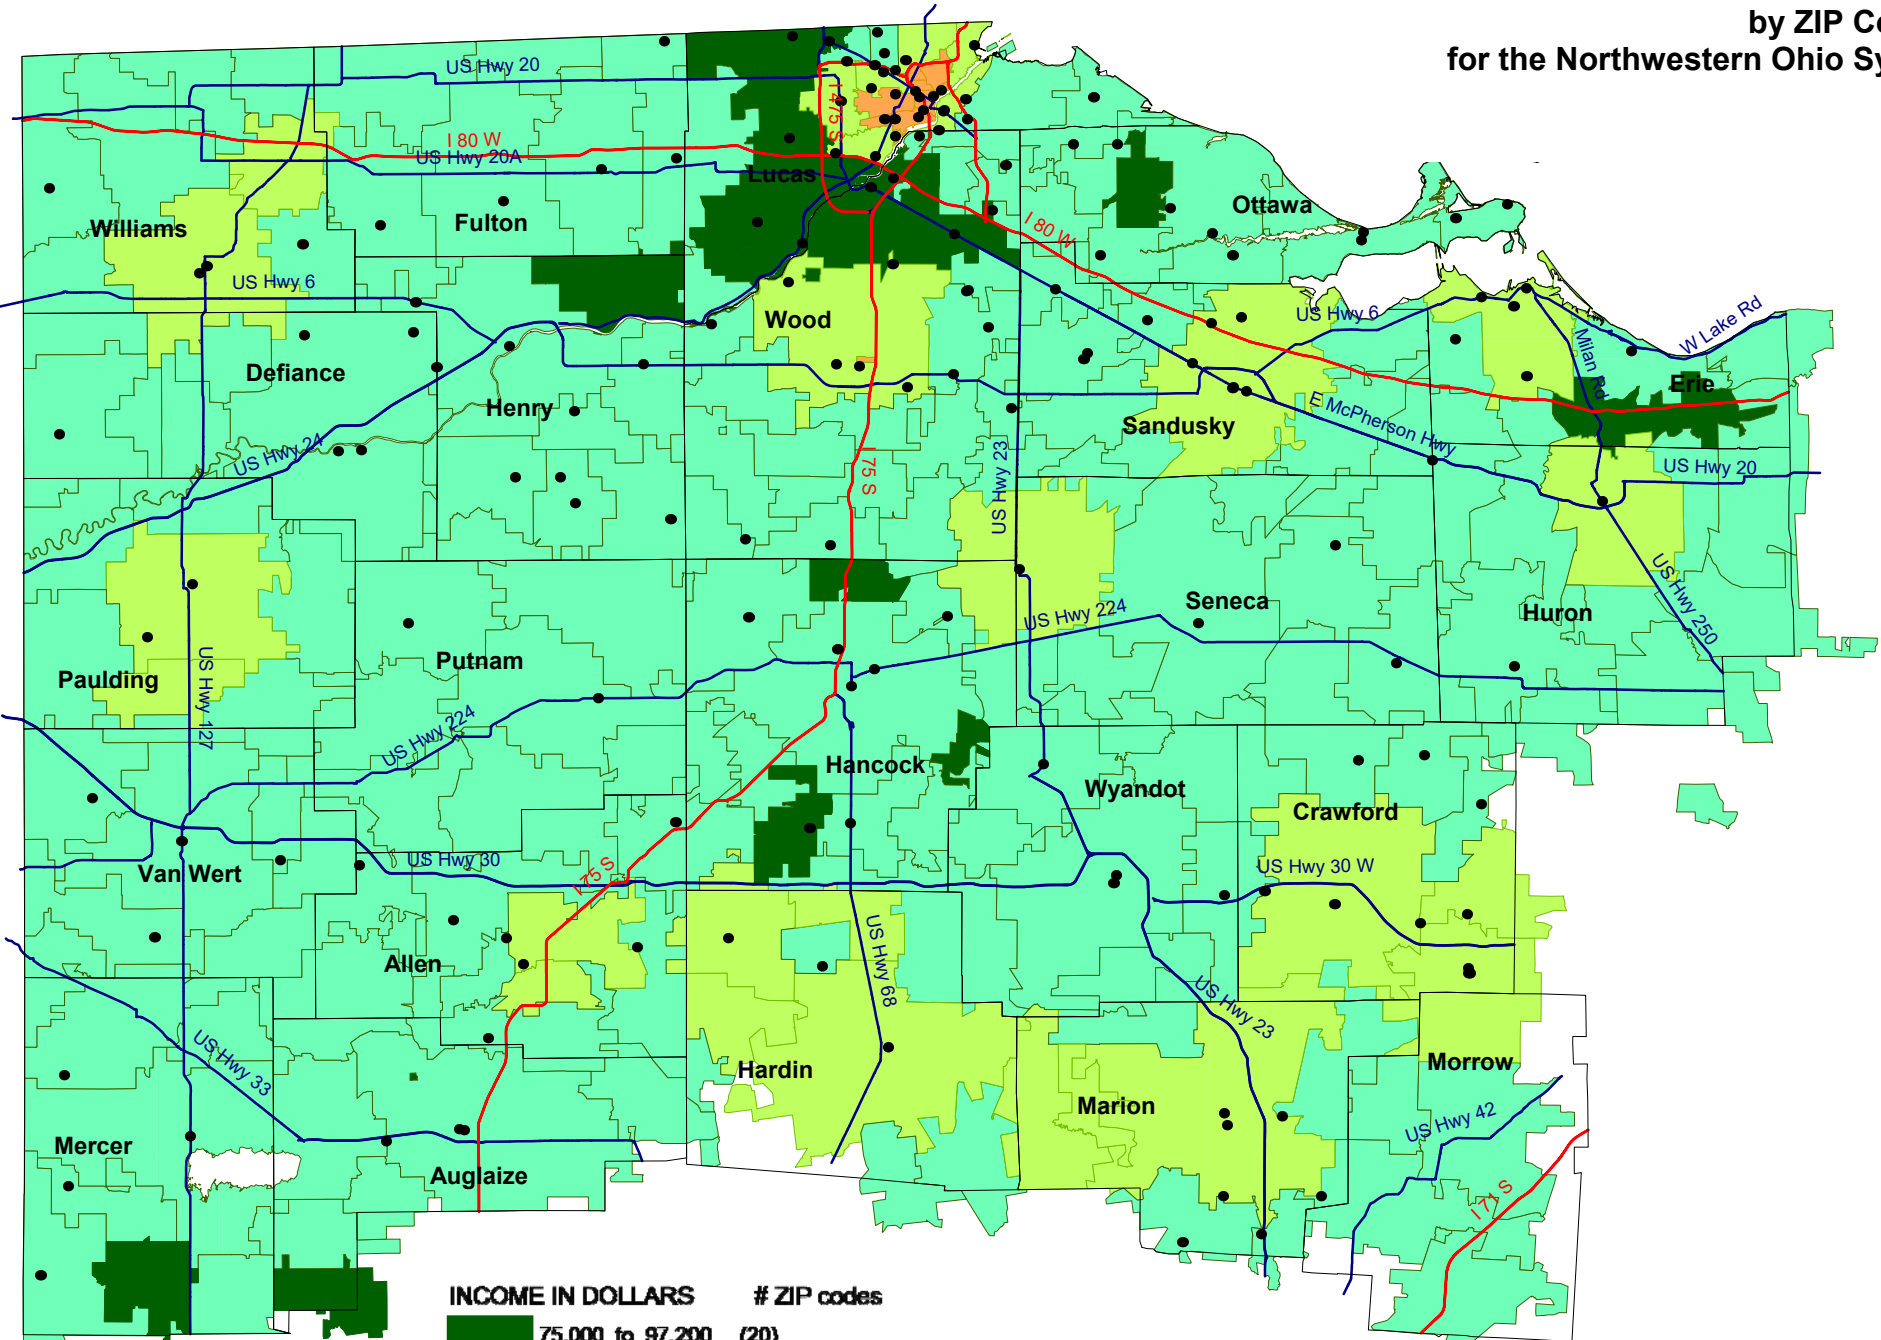 by ZIP Co
for the Northwestern Ohio Sy
US Hwy 20
I 475 S
I 80 W
US Hwy 20A
Lucas
Williams
Fulton
Ottawa
I 80 W
US Hwy 6
Wood
US Hwy 6
W Lake Rd
Milan Rd
Defiance
Erie
Henry
Sandusky
E McPherson Hwy
US Hwy 24
I 75 S
US Hwy 23
US Hwy 20
US Hwy 224
Seneca
Huron
US Hwy 250
Paulding
US Hwy 127
Putnam
US Hwy 224
Hancock
Wyandot
Crawford
Van Wert
US Hwy 30
I 75 S
US Hwy 30 W
Allen
US Hwy 68
US Hwy 23
US Hwy 33
Hardin
Morrow
Marion
US Hwy 42
Mercer
Auglaize
I 71 S
INCOME IN DOLLARS # ZIP codes
75,000 to 97,200 (20)